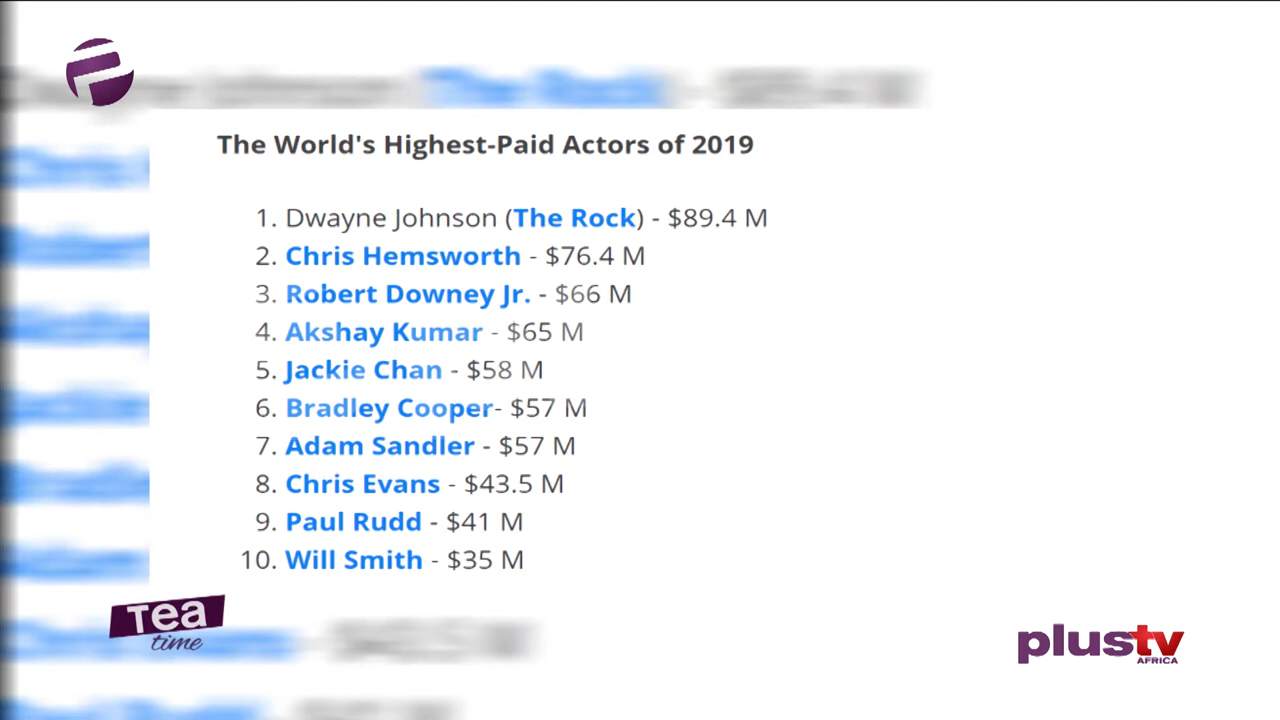 The World's Highest-Paid Actors of 2019
1. Dwayne Johnson (The Rock) - $89.4 M
2. Chris Hemsworth - $76.4 M
3. Robert Downey Jr. - $66 M
4. Akshay Kumar - $65 M
5. Jackie Chan - $58 M
6. Bradley Cooper- $57 M
7. Adam Sandler - $57 M
8. Chris Evans - $43.5 M
9. Paul Rudd - $41 M
10. Will Smith - $35 M
Tea
time
plustv
AFRICA